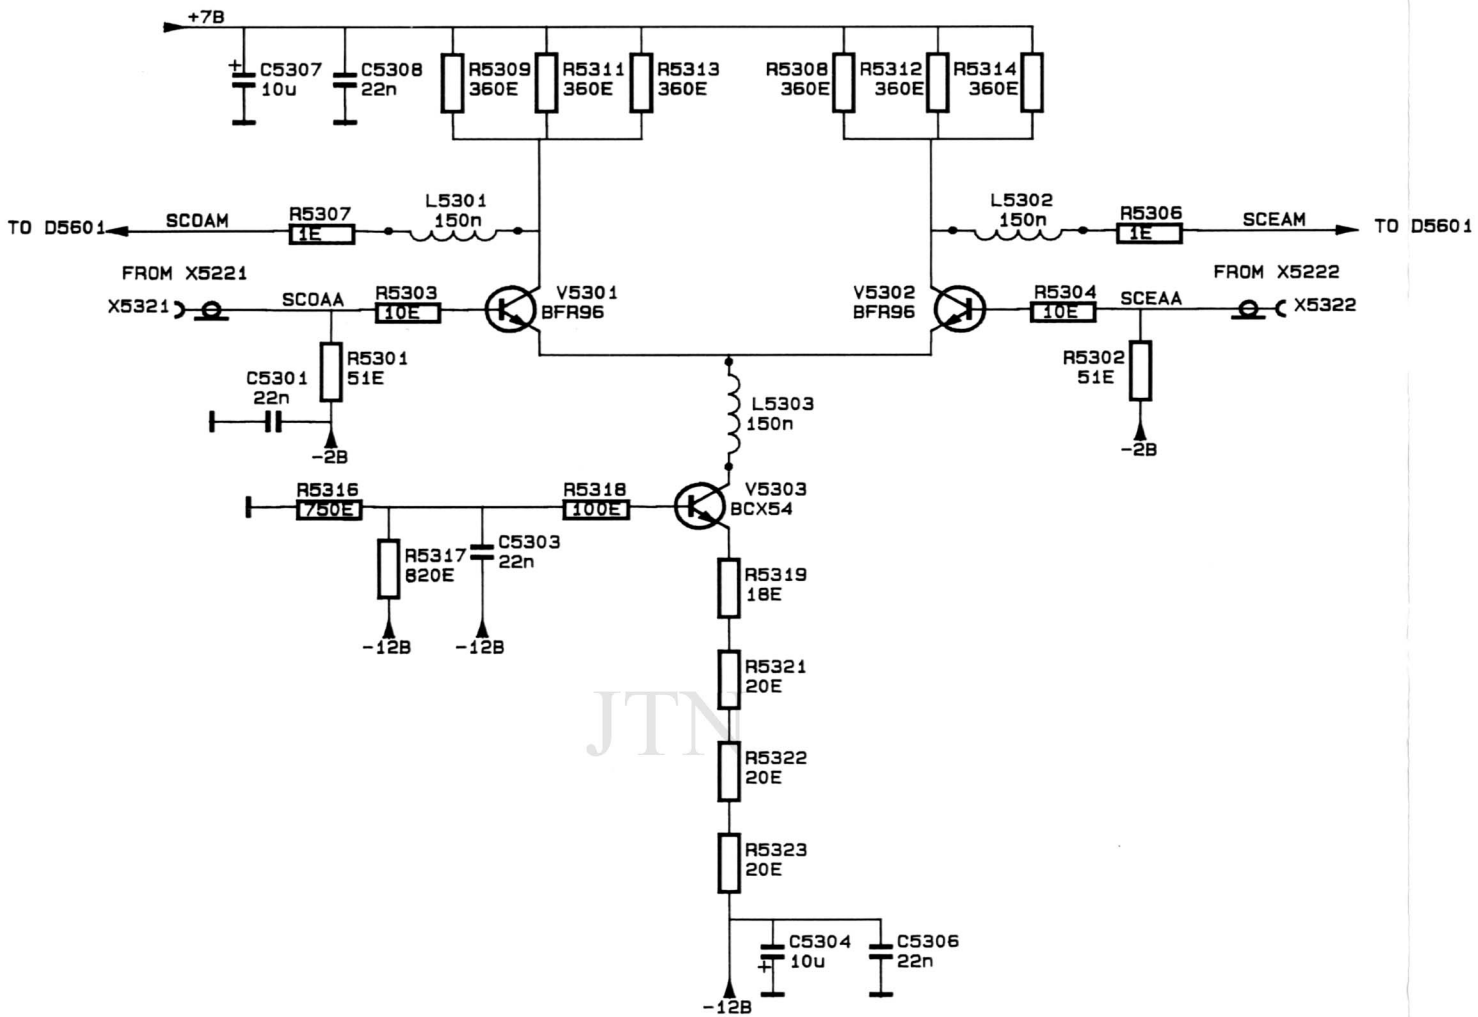 +7B
C5307
10u
C5308
22n
R5309
360E
R5311
360E
R5313
360E
R5308
360E
R5312
360E
R5314
360E
TO D5601
SCOAM
R5307
1E
L5301
150n
L5302
150n
R5306
1E
SCEAM
TO D5601
FROM X5221
X5321
SCOAA
R5303
10E
V5301
BFR96
V5302
BFR96
R5304
10E
SCEAA
FROM X5222
X5322
R5301
51E
C5301
22n
-2B
R5302
51E
-2B
L5303
150n
R5316
750E
R5318
100E
V5303
BCX54
R5317
820E
C5303
22n
-12B
-12B
R5319
18E
R5321
20E
JTN
R5322
20E
R5323
20E
C5304
10u
C5306
22n
-12B